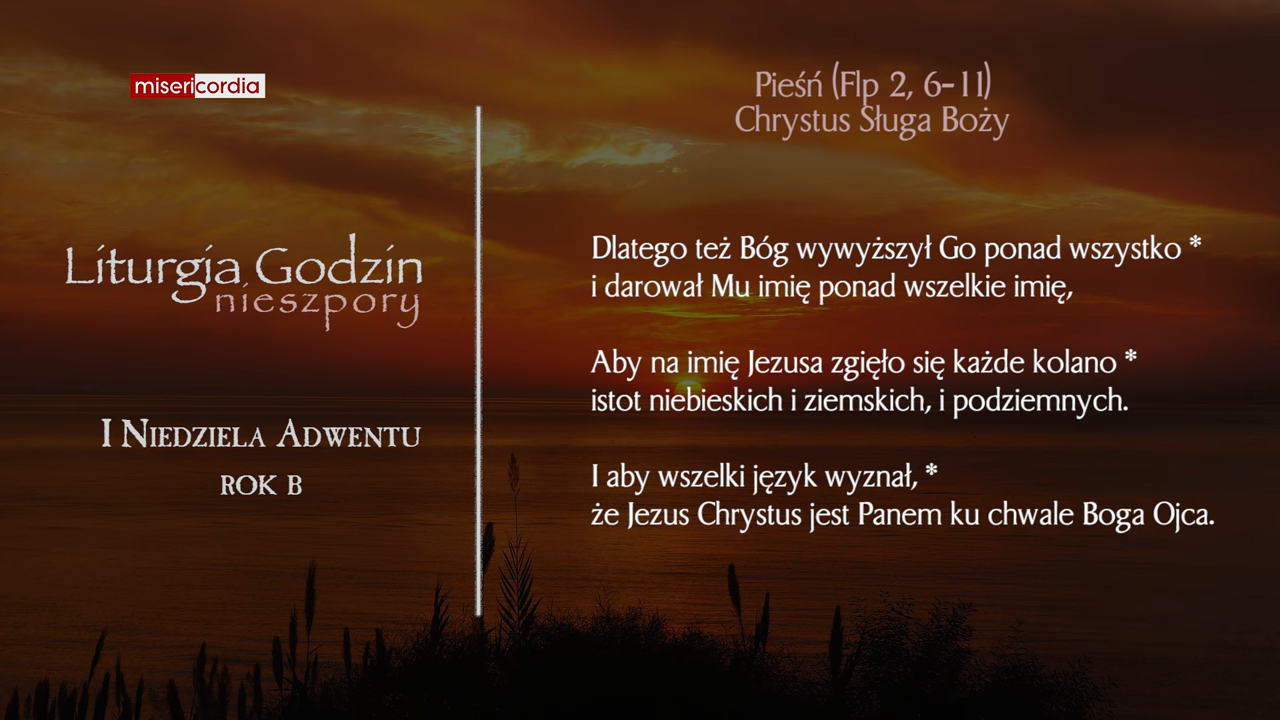 misericordia
Liturgia Godzin
nieszpory
I Niedziela Adwentu
rok B
Pieśń (Flp 2, 6-11)
Chrystus Sługa Boży
Dlatego też Bóg wywyższył Go ponad wszystko *
i darował Mu imię ponad wszelkie imię,
Aby na imię Jezusa zgięło się każde kolano *
istot niebieskich i ziemskich, i podziemnych.
I aby wszelki język wyznał, *
że Jezus Chrystus jest Panem ku chwale Boga Ojca.